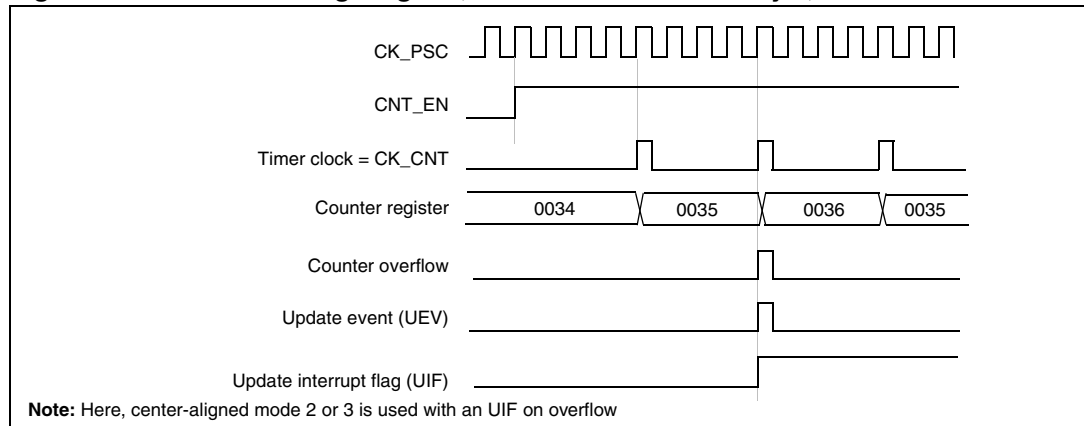 CK_PSC
CNT_EN
Timer clock = CK_CNT
Counter register 0034 0035 0036 0035
Counter overflow
Update event (UEV)
Update interrupt flag (UIF)
Note: Here, center-aligned mode 2 or 3 is used with an UIF on overflow